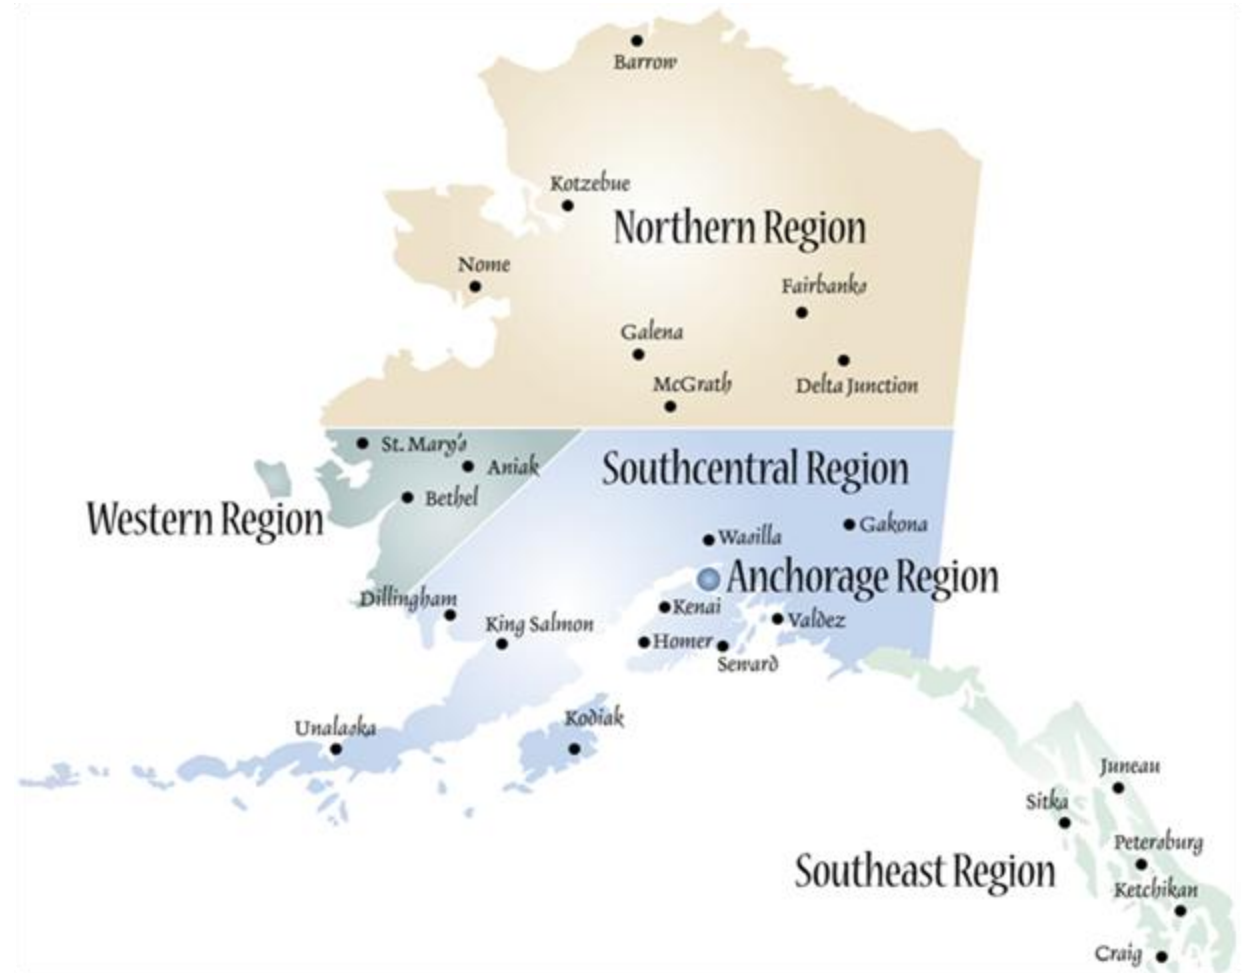 Barrow
Kotzebue
Northern Region
Nome
Fairbanks
Galena
McGrath
Delta Junction
St. Mary's
Aniak
Southcentral Region
Bethel
Western Region
Gakona
Wasilla
Anchorage Region
Dillingham
Kenai
King Salmon
Valdez
Homer
Seward
Kodiak
Unalaska
Juneau
Sitka
Petersburg
Southeast Region
Ketchikan
Craig